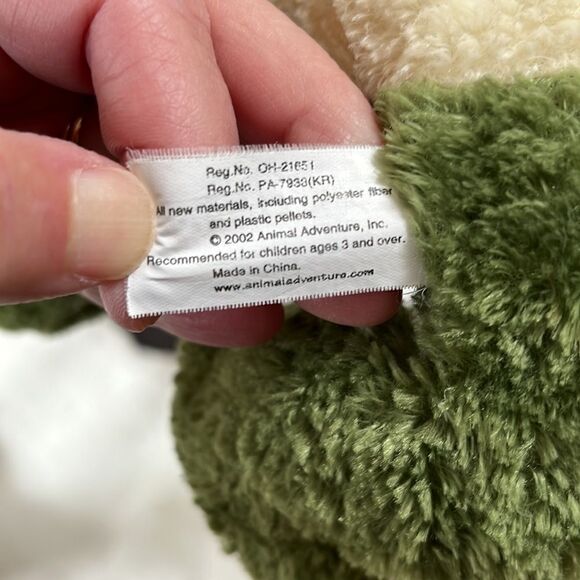 Reg.No. OH-21651
Reg.No. PA-7933(KR)
All new materials, including polyester fiber
and plastic pellets.
© 2002 Animal Adventure, Inc.
Recommended for children ages 3 and over.
Made in China.
www.animaladventure.com